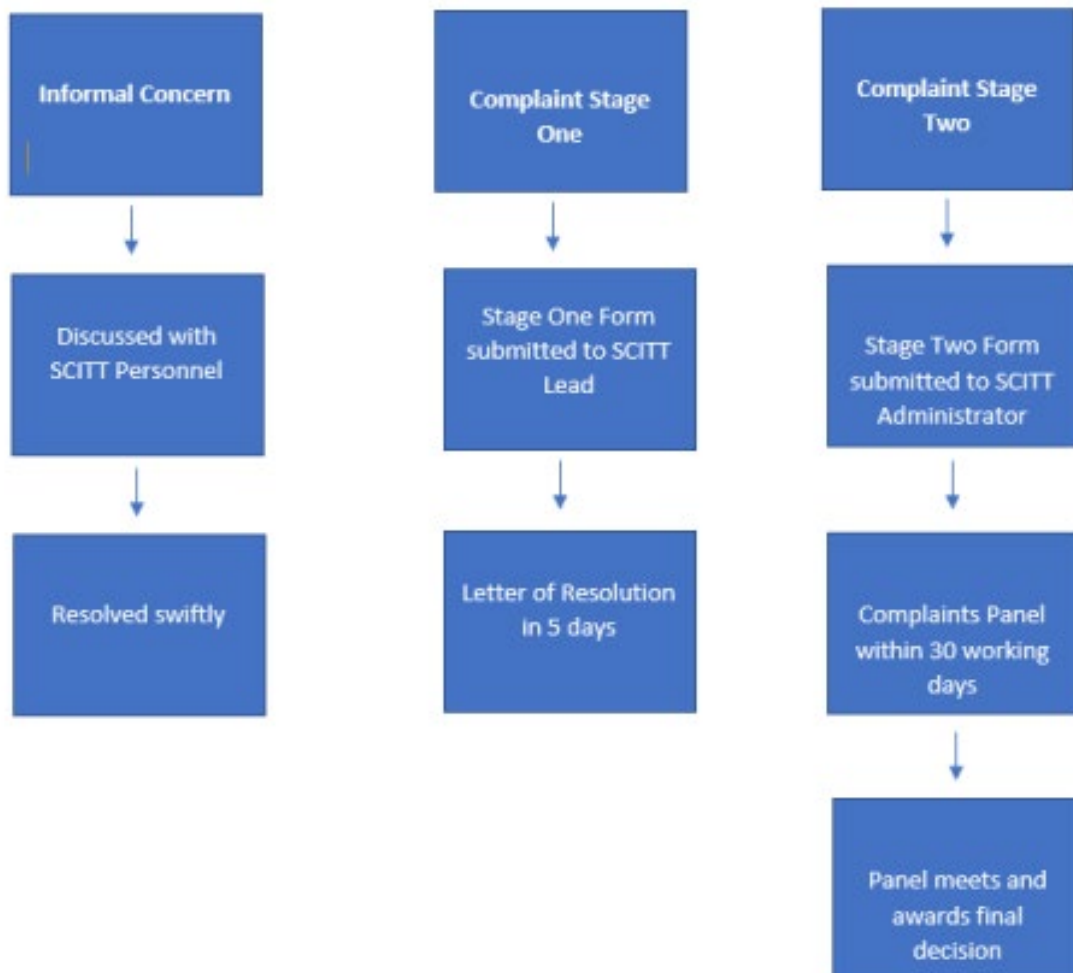 Informal Concern
Discussed with
SCITT Personnel
Resolved swiftly
Complaint Stage
One
Stage One Form
submitted to SCITT
Lead
Letter of Resolution
in 5 days
Complaint Stage
Two
Stage Two Form
submitted to SCITT
Administrator
Complaints Panel
within 30 working
days
Panel meets and
awards final
decision